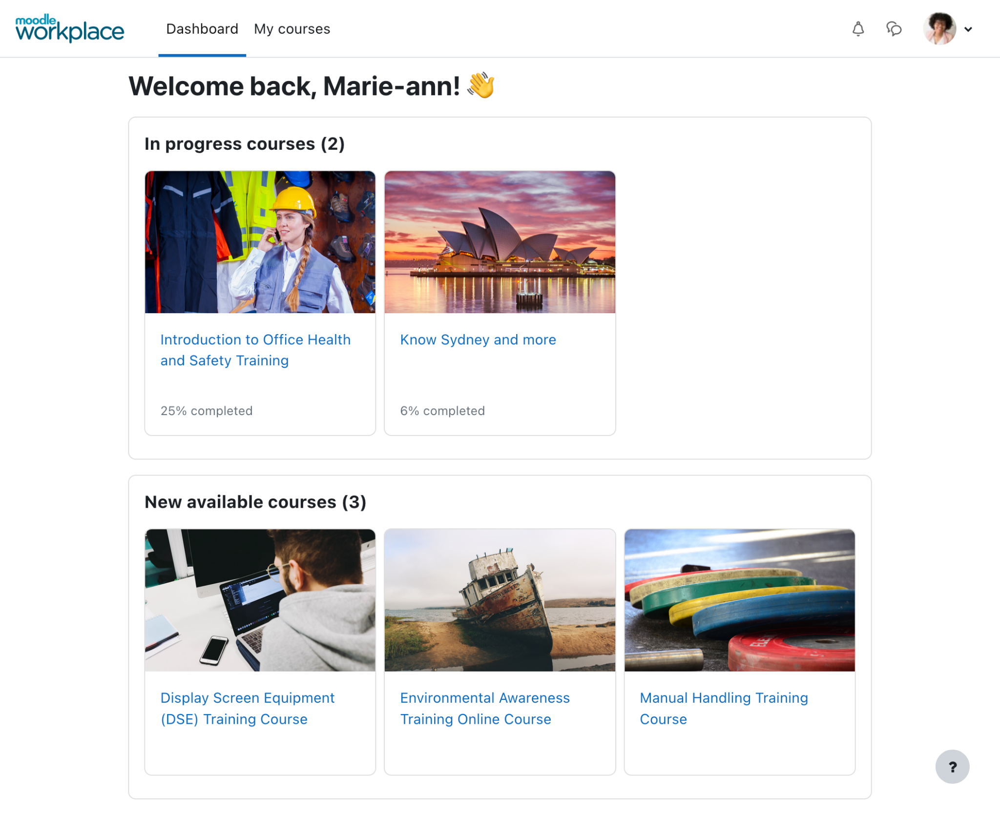 moodle
workplace
Dashboard
My courses
Welcome back, Marie-ann! 👋
In progress courses (2)
Introduction to Office Health
and Safety Training
25% completed
Know Sydney and more
6% completed
New available courses (3)
POINT REYES
Display Screen Equipment
(DSE) Training Course
Environmental Awareness
Training Online Course
Manual Handling Training
Course
?